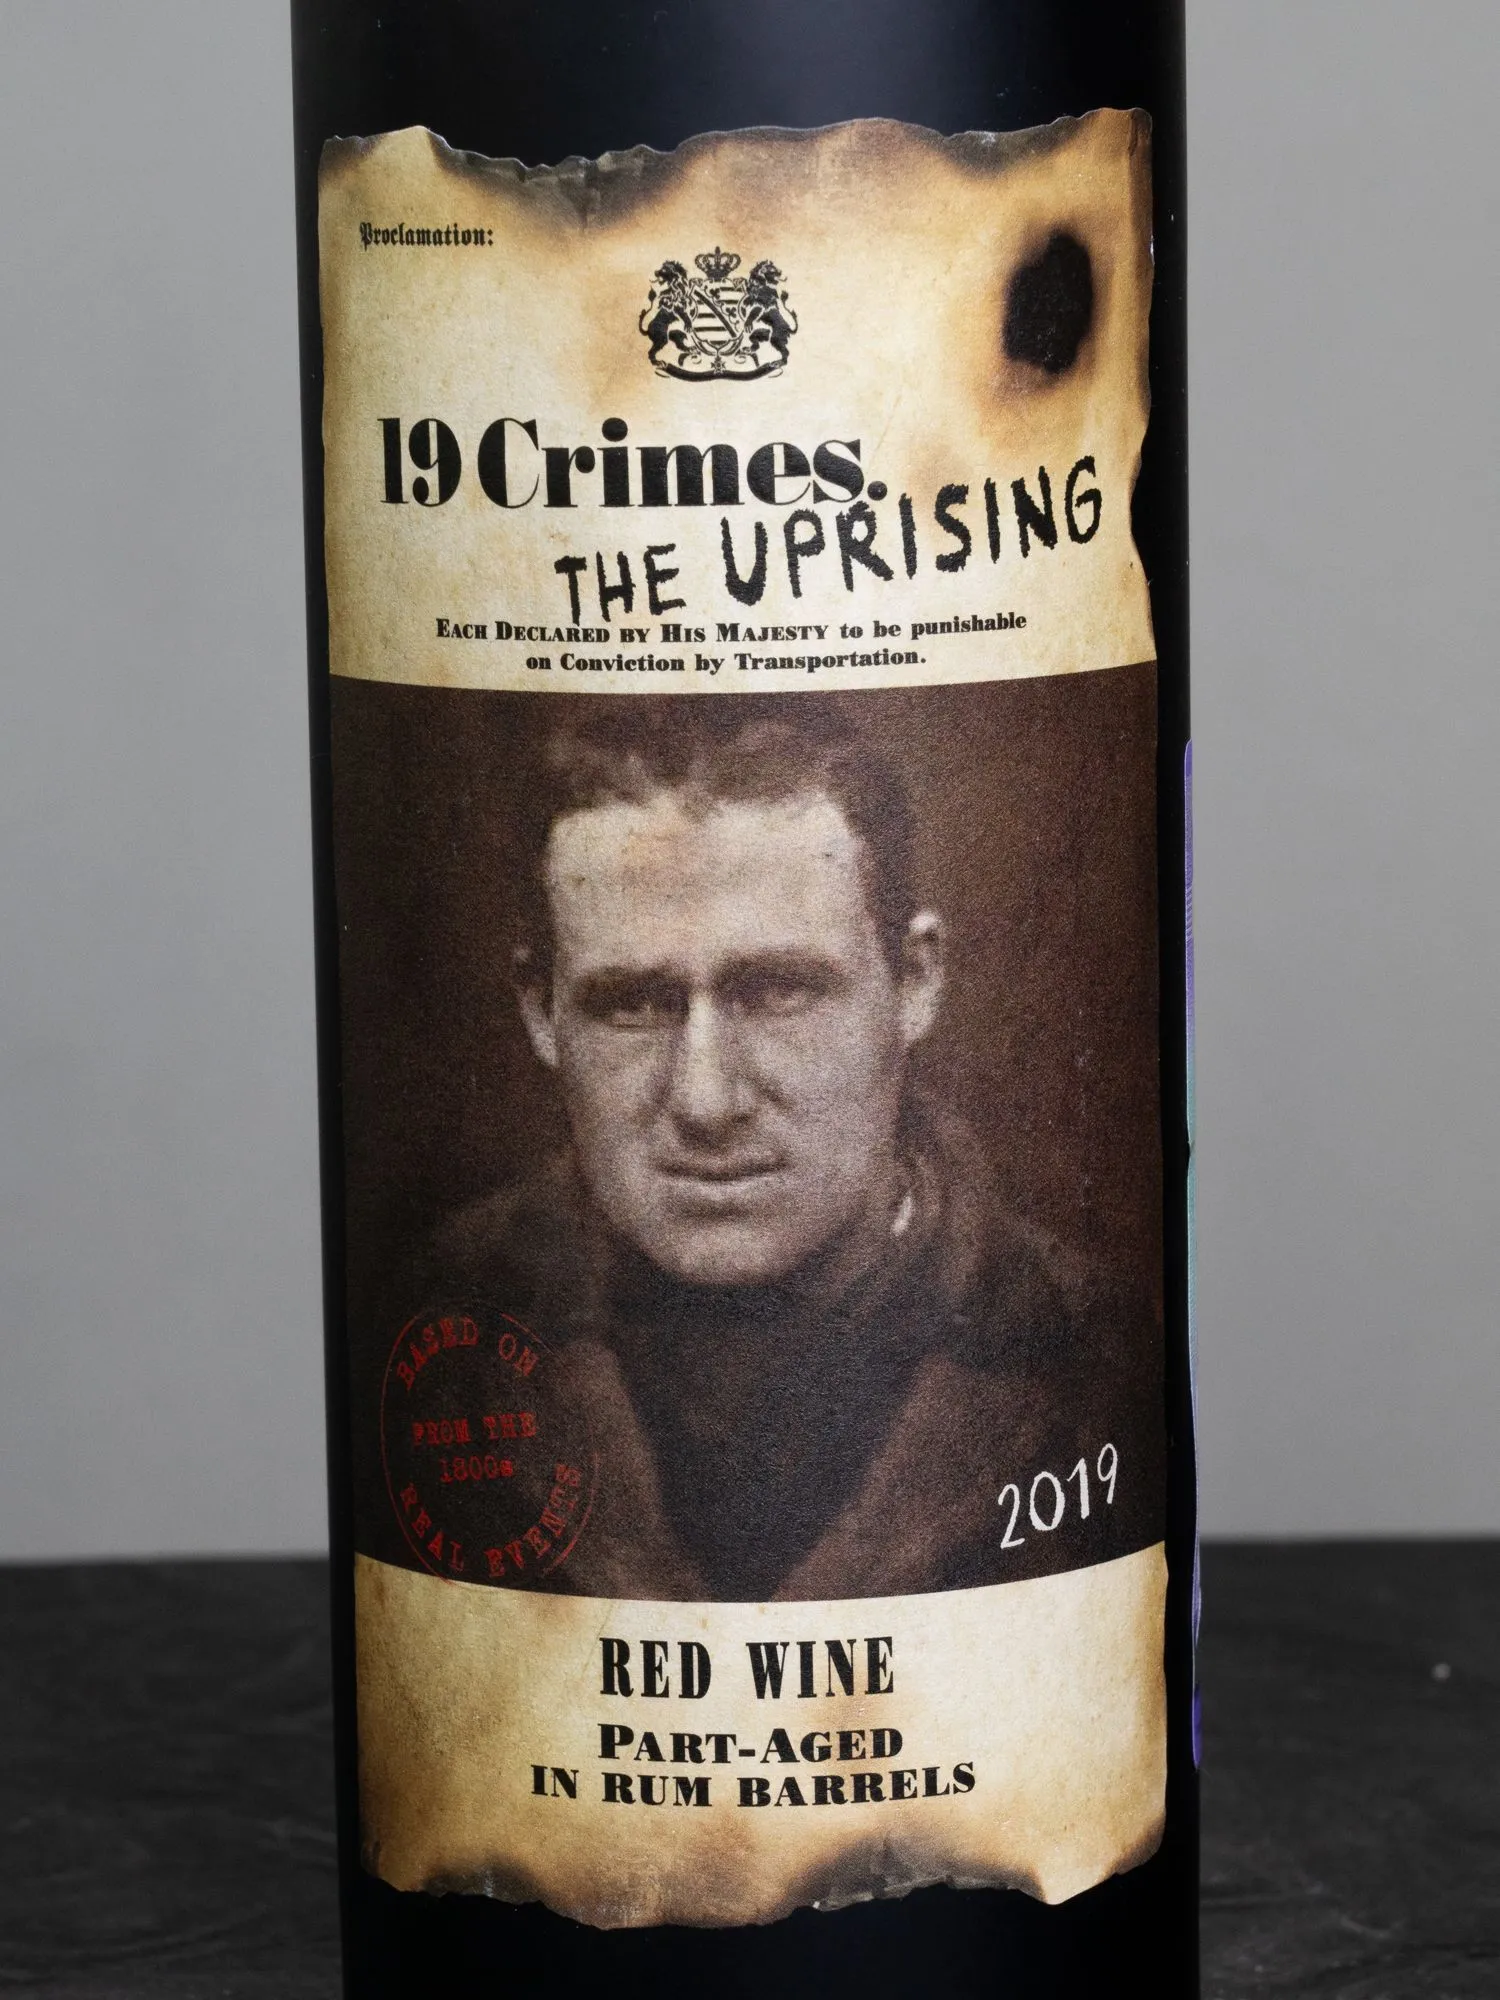 Proclamation:
19 Crimes.
THE UPRISING
EACH DECLARED BY HIS MAJESTY to be punishable
on Conviction by Transportation.
BASED ON
FROM THE
1800s
REAL EVENTS
2019
RED WINE
PART-AGED
IN RUM BARRELS